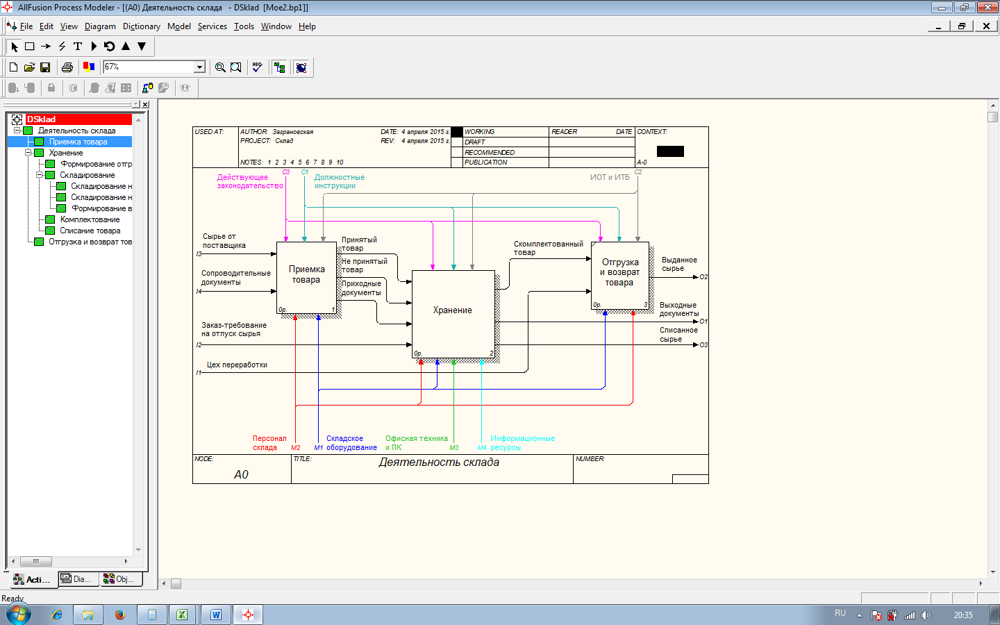 AllFusion Process Modeler - [(A0) Деятельность склада - DSklad [Moe2.bp1]]
File Edit View Diagram Dictionary Model Services Tools Window Help
67%
ABC
DSklad
Деятельность склада
Приемка товара
Хранение
Формирование отгр
Складирование
Складирование н
Складирование н
Формирование в
Комплектование
Списание товара
Отгрузка и возврат тов
Acti... Dia... Obj...
USED AT:
AUTHOR: Заграновская
DATE: 4 апреля 2015 г.
PROJECT: Склад
REV: 4 апреля 2015 г.
NOTES: 1 2 3 4 5 6 7 8 9 10
WORKING
DRAFT
RECOMMENDED
PUBLICATION
READER DATE
CONTEXT:
A-0
C3 C1 C2
Действующее
законодательство
Должностные
инструкции
ИОТ и ИТБ
Сырье от
поставщика
I3
Сопроводительные
документы
I4
Заказ-требование
на отпуск сырья
I2
Цех переработки
I1
Приемка
товара
0р. 1
Принятый
товар
Не принятый
товар
Приходные
документы
Хранение
0р. 2
Скомплектованный
товар
Отгрузка
и возврат
товара
0р. 3
Выданное
сырье
O2
Выходные
документы
O1
Списанное
сырье
O3
Персонал
склада
M2
M1
Складское
оборудование
Офисная техника
и ПК
M3
M4
Информационные
ресурсы
NODE:
A0
TITLE:
Деятельность склада
NUMBER:
Ready
RU
20:35